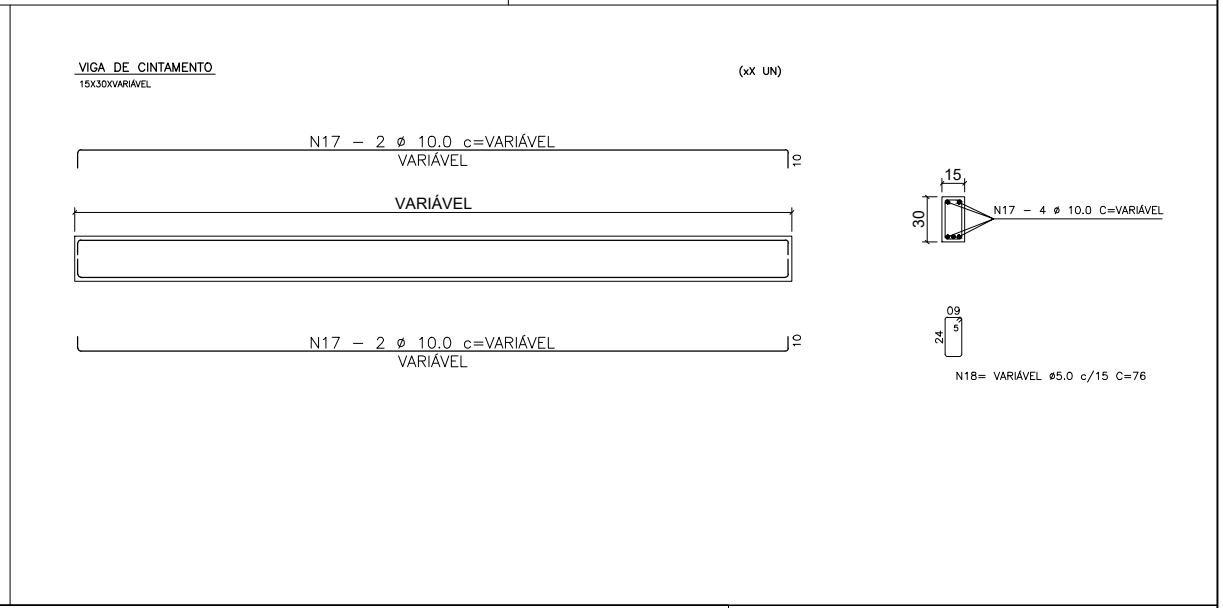 VIGA DE CINTAMENTO
15X30XVARIÁVEL
(xX UN)
N17 - 2 ø 10.0 c=VARIÁVEL
VARIÁVEL
10
VARIÁVEL
15
30
N17 - 4 ø 10.0 C=VARIÁVEL
N17 - 2 ø 10.0 c=VARIÁVEL
VARIÁVEL
10
09
24
5
N18= VARIÁVEL ø5.0 c/15 C=76